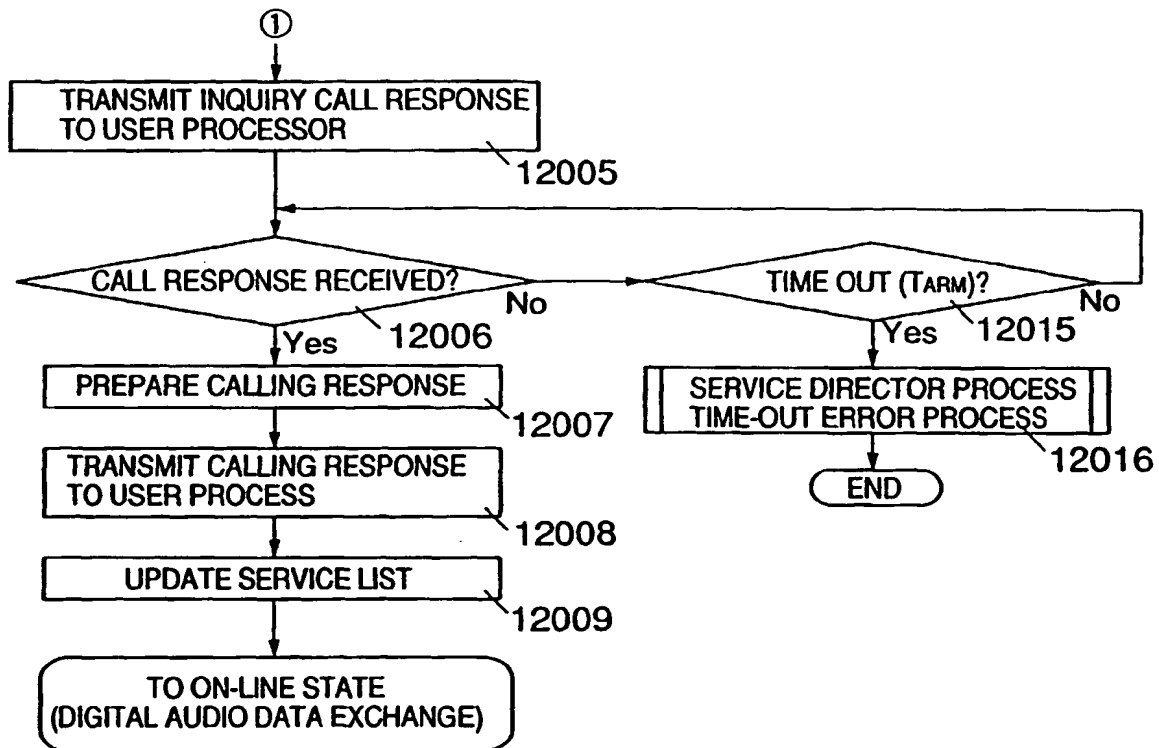 ①
TRANSMIT INQUIRY CALL RESPONSE
TO USER PROCESSOR
12005
CALL RESPONSE RECEIVED?
No
12006
Yes
TIME OUT (TARM)?
No
12015
Yes
PREPARE CALLING RESPONSE
12007
SERVICE DIRECTOR PROCESS
TIME-OUT ERROR PROCESS
12016
END
TRANSMIT CALLING RESPONSE
TO USER PROCESS
12008
UPDATE SERVICE LIST
12009
TO ON-LINE STATE
(DIGITAL AUDIO DATA EXCHANGE)